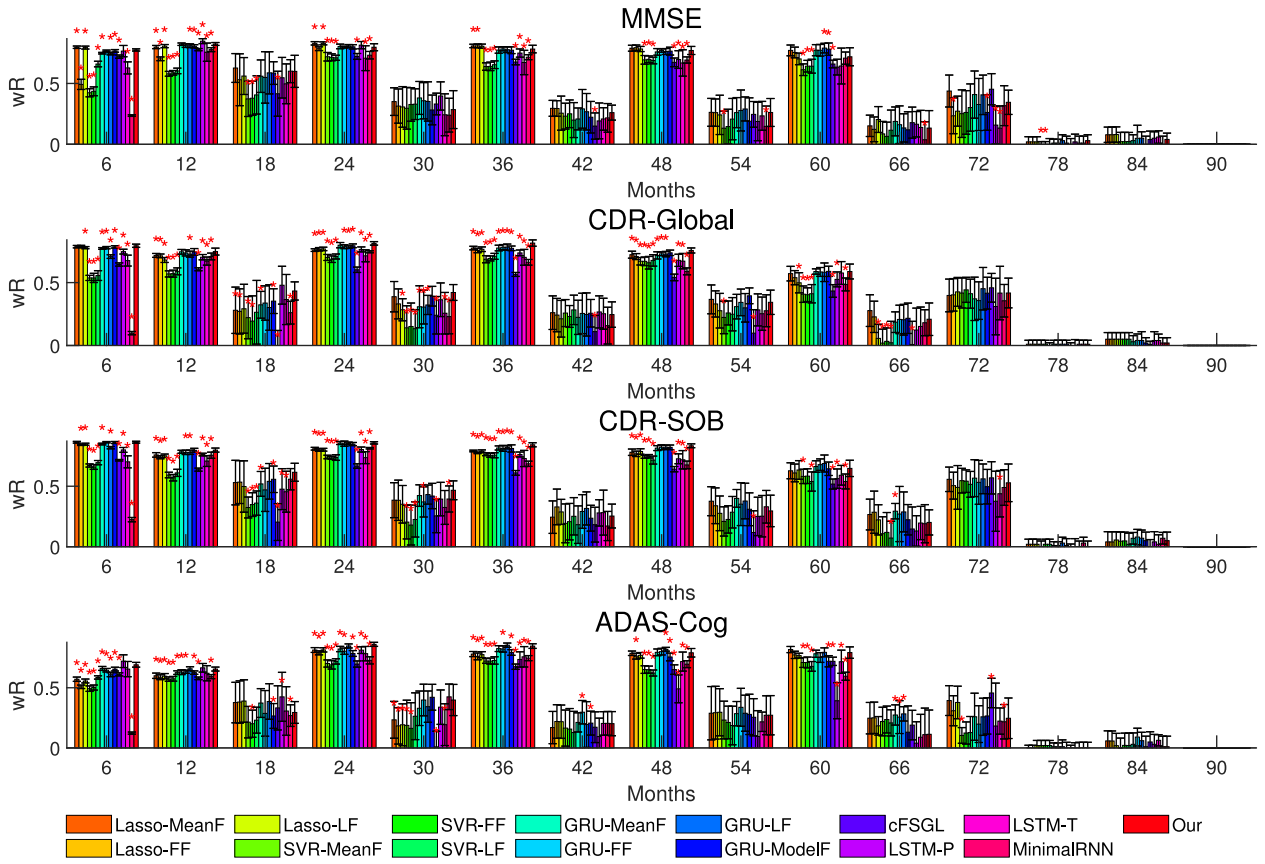 MMSE
wR
0.5
0
6 12 18 24 30 36 42 48 54 60 66 72 78 84 90
Months
CDR-Global
wR
0.5
0
6 12 18 24 30 36 42 48 54 60 66 72 78 84 90
Months
CDR-SOB
wR
0.5
0
6 12 18 24 30 36 42 48 54 60 66 72 78 84 90
Months
ADAS-Cog
wR
0.5
0
6 12 18 24 30 36 42 48 54 60 66 72 78 84 90
Months
Lasso-MeanF Lasso-LF SVR-FF GRU-MeanF GRU-LF cFSGL LSTM-T Our
Lasso-FF SVR-MeanF SVR-LF GRU-FF GRU-ModelF LSTM-P MinimalRNN